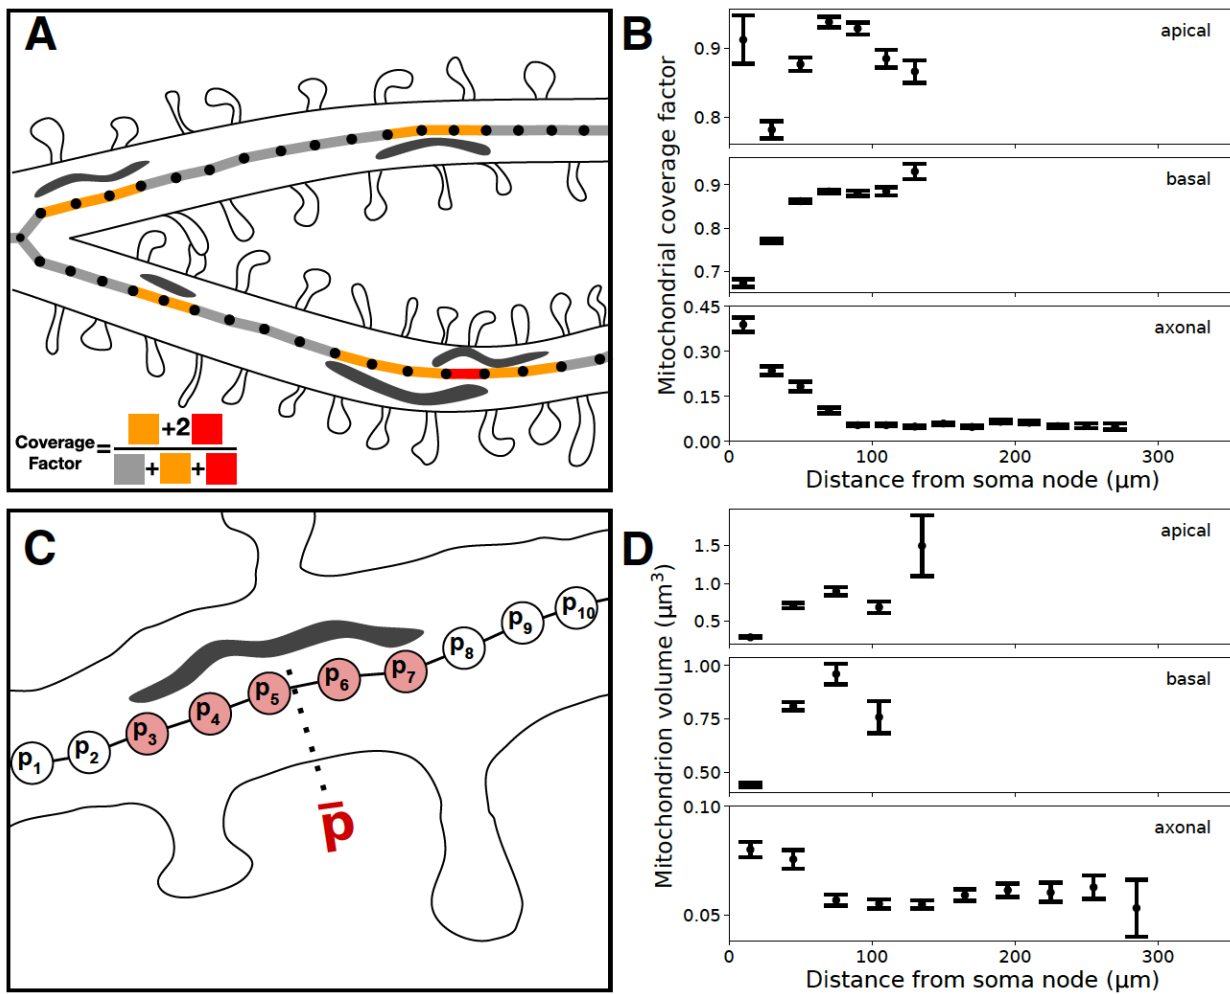 A
Coverage
Factor
=
+2
+ +
B
Mitochondrial coverage factor
apical
0.9
0.8
basal
0.9
0.8
0.7
axonal
0.45
0.30
0.15
0.00
0 100 200 300
Distance from soma node (μm)
C
p1
p2
p3
p4
p5
p6
p7
p8
p9
p10
p̄
D
Mitochondrion volume (μm³)
apical
1.5
1.0
0.5
basal
1.00
0.75
0.50
axonal
0.10
0.05
0 100 200 300
Distance from soma node (μm)